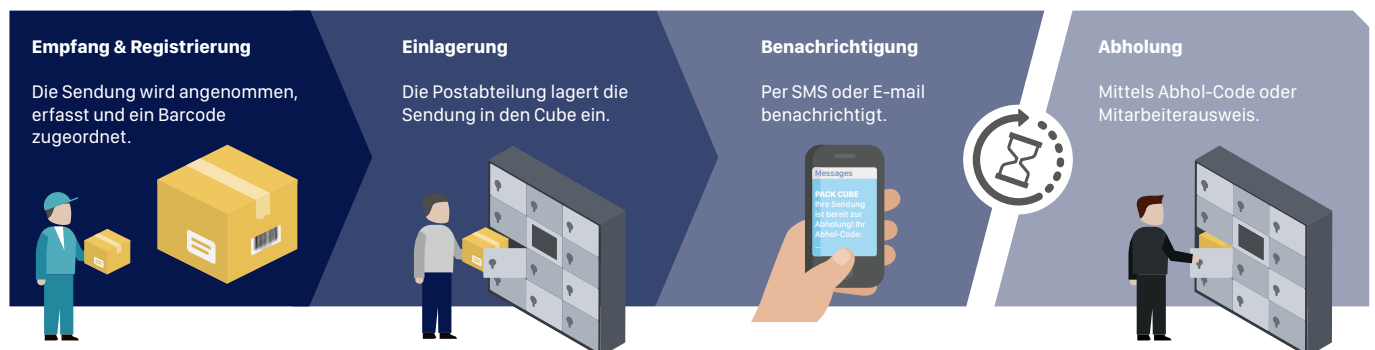 Empfang & Registrierung
Die Sendung wird angenommen,
erfasst und ein Barcode
zugeordnet.
Einlagerung
Die Postabteilung lagert die
Sendung in den Cube ein.
Benachrichtigung
Per SMS oder E-mail
benachrichtigt.
Messages
PACK CUBE
Ihre Sendung
ist bereit zur
Abholung! Ihr
Abhol-Code:
Abholung
Mittels Abhol-Code oder
Mitarbeiterausweis.